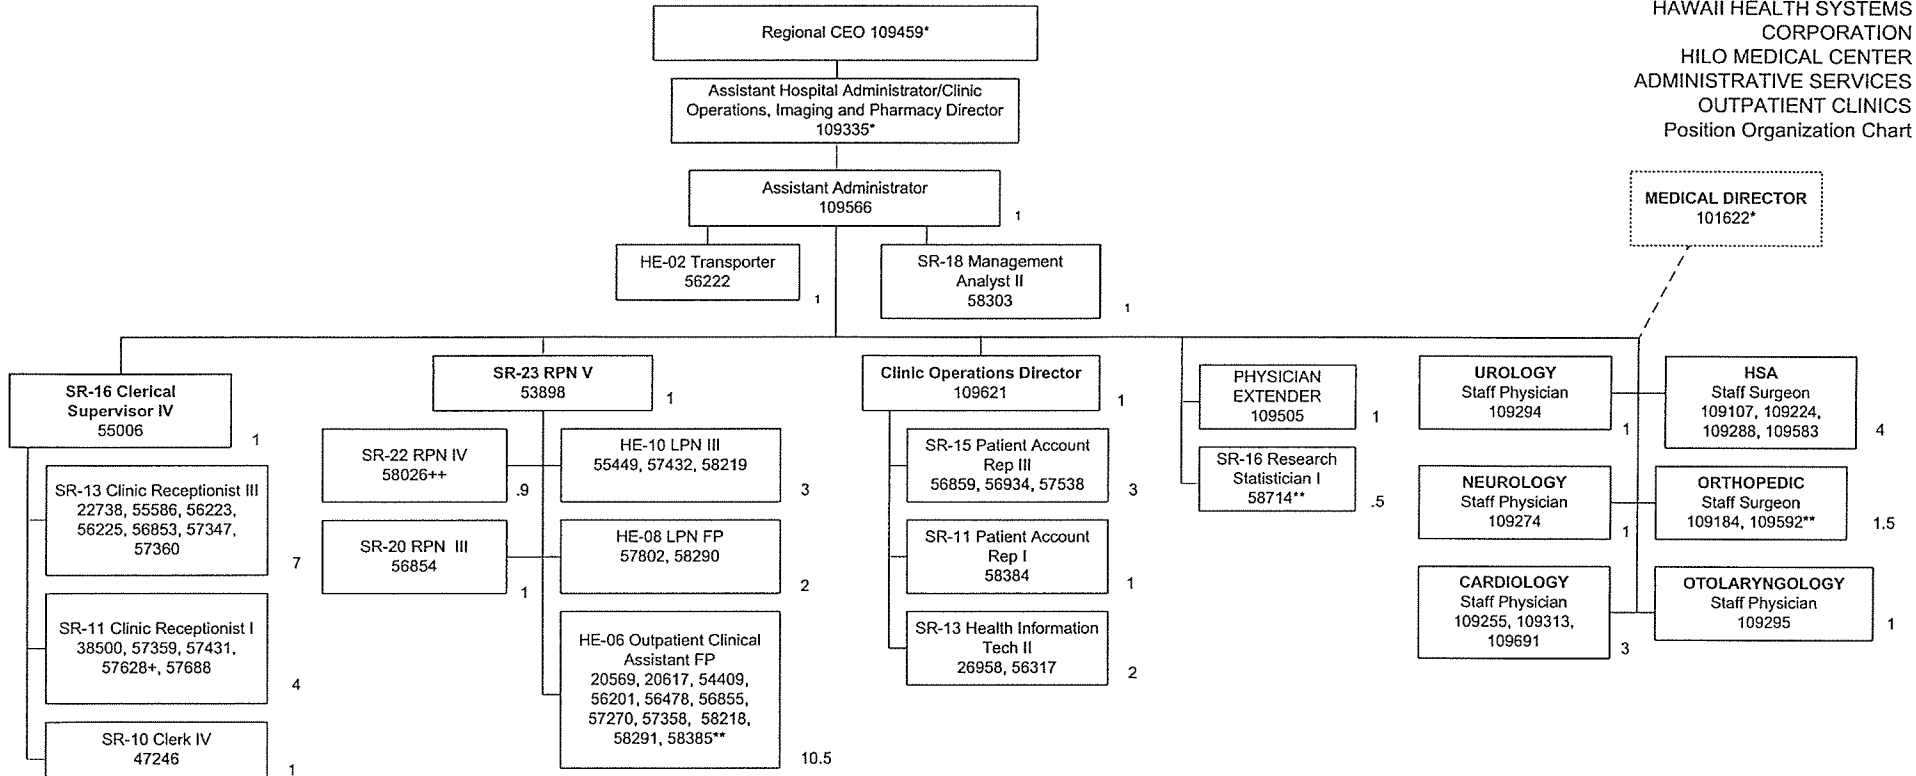 HAWAII HEALTH SYSTEMS
CORPORATION
HILO MEDICAL CENTER
ADMINISTRATIVE SERVICES
OUTPATIENT CLINICS
Position Organization Chart
Regional CEO 109459*
Assistant Hospital Administrator/Clinic
Operations, Imaging and Pharmacy Director
109335*
Assistant Administrator
109566
1
MEDICAL DIRECTOR
101622*
HE-02 Transporter
56222
1
SR-18 Management
Analyst II
58303
1
SR-16 Clerical
Supervisor IV
55006
1
SR-13 Clinic Receptionist III
22738, 55586, 56223,
56225, 56853, 57347,
57360
7
SR-11 Clinic Receptionist I
38500, 57359, 57431,
57628+, 57688
4
SR-10 Clerk IV
47246
1
SR-23 RPN V
53898
1
SR-22 RPN IV
58026++
.9
HE-10 LPN III
55449, 57432, 58219
3
SR-20 RPN III
56854
1
HE-08 LPN FP
57802, 58290
2
HE-06 Outpatient Clinical
Assistant FP
20569, 20617, 54409,
56201, 56478, 56855,
57270, 57358, 58218,
58291, 58385**
10.5
Clinic Operations Director
109621
1
SR-15 Patient Account
Rep III
56859, 56934, 57538
3
SR-11 Patient Account
Rep I
58384
1
SR-13 Health Information
Tech II
26958, 56317
2
PHYSICIAN
EXTENDER
109505
1
SR-16 Research
Statistician I
58714**
.5
UROLOGY
Staff Physician
109294
1
HSA
Staff Surgeon
109107, 109224,
109288, 109583
4
NEUROLOGY
Staff Physician
109274
1
ORTHOPEDIC
Staff Surgeon
109184, 109592**
1.5
CARDIOLOGY
Staff Physician
109255, 109313,
109691
3
OTOLARYNGOLOGY
Staff Physician
109295
1